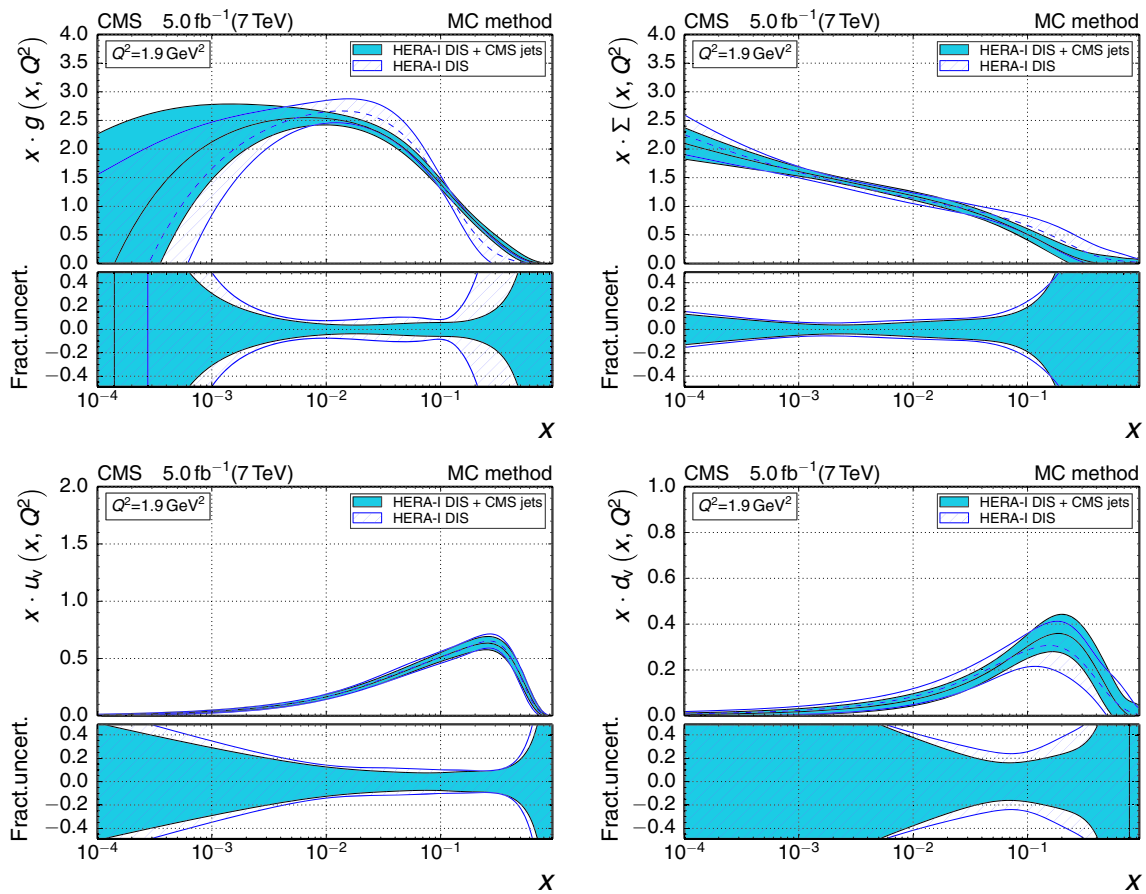 CMS 5.0 fb⁻¹(7 TeV) MC method
4.0
3.5
3.0
2.5
2.0
1.5
1.0
0.5
0.0
x · g (x, Q²)
Q²=1.9 GeV²
HERA-I DIS + CMS jets
HERA-I DIS
0.4
0.2
0.0
−0.2
−0.4
Fract.uncert.
10⁻⁴ 10⁻³ 10⁻² 10⁻¹
x
CMS 5.0 fb⁻¹(7 TeV) MC method
4.0
3.5
3.0
2.5
2.0
1.5
1.0
0.5
0.0
x · Σ (x, Q²)
Q²=1.9 GeV²
HERA-I DIS + CMS jets
HERA-I DIS
0.4
0.2
0.0
−0.2
−0.4
Fract.uncert.
10⁻⁴ 10⁻³ 10⁻² 10⁻¹
x
CMS 5.0 fb⁻¹(7 TeV) MC method
2.0
1.5
1.0
0.5
0.0
x · uᵥ (x, Q²)
Q²=1.9 GeV²
HERA-I DIS + CMS jets
HERA-I DIS
0.4
0.2
0.0
−0.2
−0.4
Fract.uncert.
10⁻⁴ 10⁻³ 10⁻² 10⁻¹
x
CMS 5.0 fb⁻¹(7 TeV) MC method
1.0
0.8
0.6
0.4
0.2
0.0
x · dᵥ (x, Q²)
Q²=1.9 GeV²
HERA-I DIS + CMS jets
HERA-I DIS
0.4
0.2
0.0
−0.2
−0.4
Fract.uncert.
10⁻⁴ 10⁻³ 10⁻² 10⁻¹
x